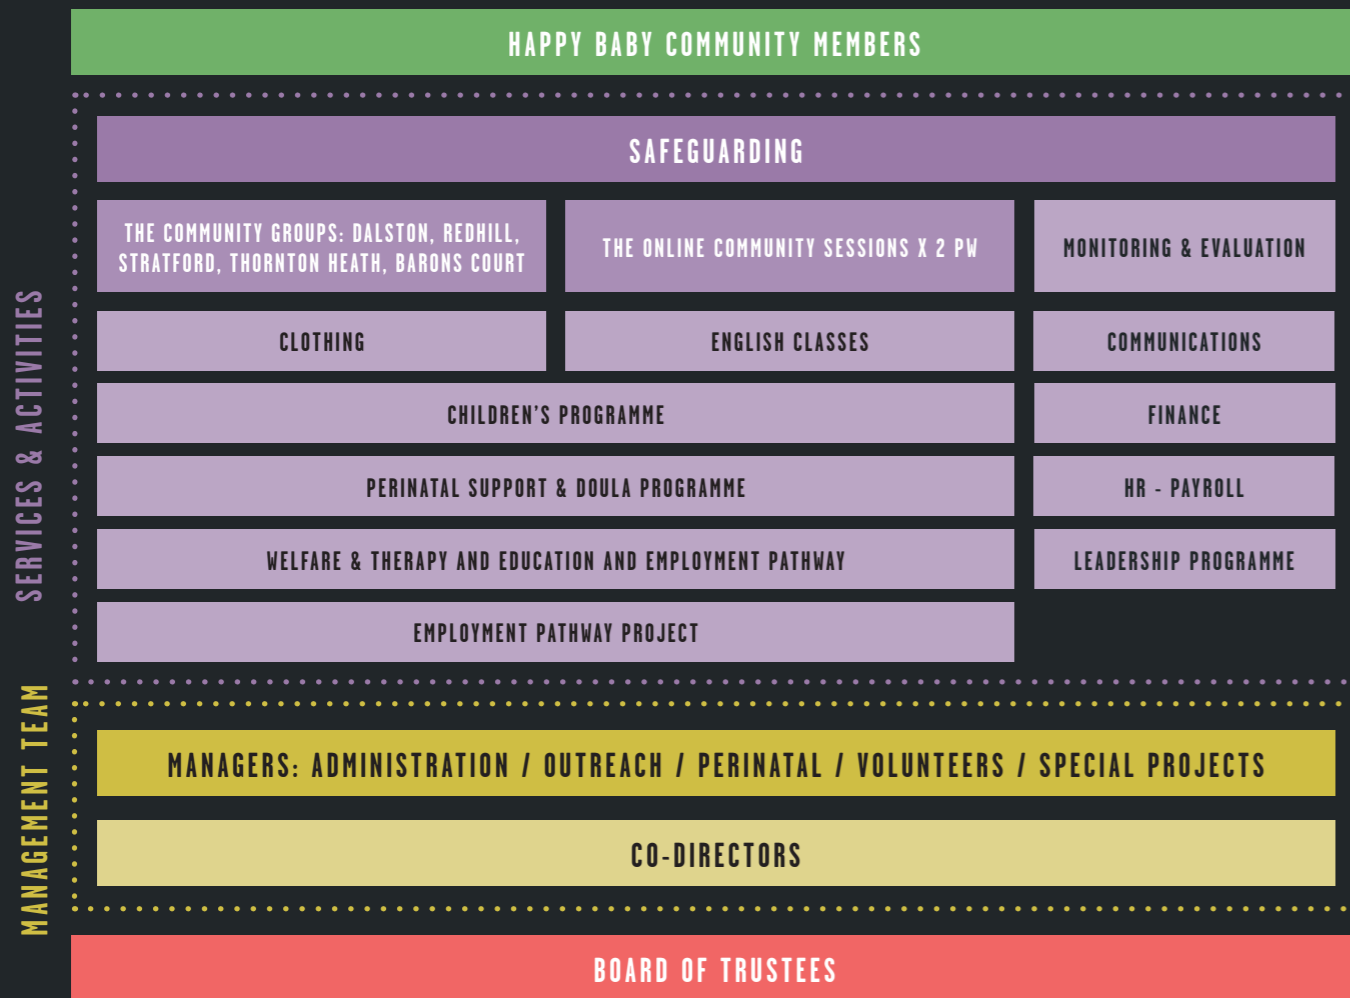 HAPPY BABY COMMUNITY MEMBERS
SERVICES & ACTIVITIES
SAFEGUARDING
THE COMMUNITY GROUPS: DALSTON, REDHILL,
STRATFORD, THORNTON HEATH, BARONS COURT
THE ONLINE COMMUNITY SESSIONS X 2 PW
MONITORING & EVALUATION
CLOTHING
ENGLISH CLASSES
COMMUNICATIONS
CHILDREN’S PROGRAMME
FINANCE
PERINATAL SUPPORT & DOULA PROGRAMME
HR - PAYROLL
WELFARE & THERAPY AND EDUCATION AND EMPLOYMENT PATHWAY
LEADERSHIP PROGRAMME
EMPLOYMENT PATHWAY PROJECT
MANAGEMENT TEAM
MANAGERS: ADMINISTRATION / OUTREACH / PERINATAL / VOLUNTEERS / SPECIAL PROJECTS
CO-DIRECTORS
BOARD OF TRUSTEES